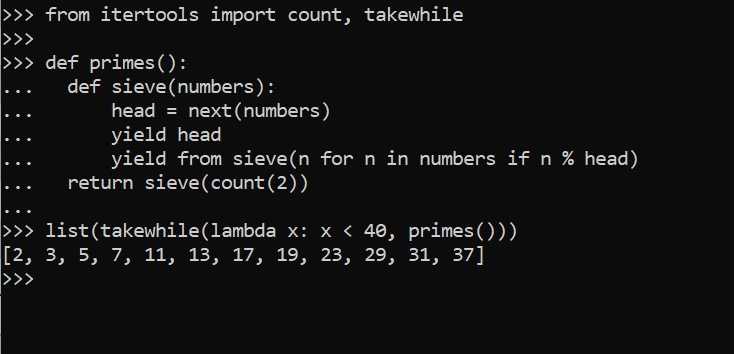 >>> from itertools import count, takewhile
>>>
>>> def primes():
...   def sieve(numbers):
...       head = next(numbers)
...       yield head
...       yield from sieve(n for n in numbers if n % head)
...   return sieve(count(2))
...
>>> list(takewhile(lambda x: x < 40, primes()))
[2, 3, 5, 7, 11, 13, 17, 19, 23, 29, 31, 37]
>>>